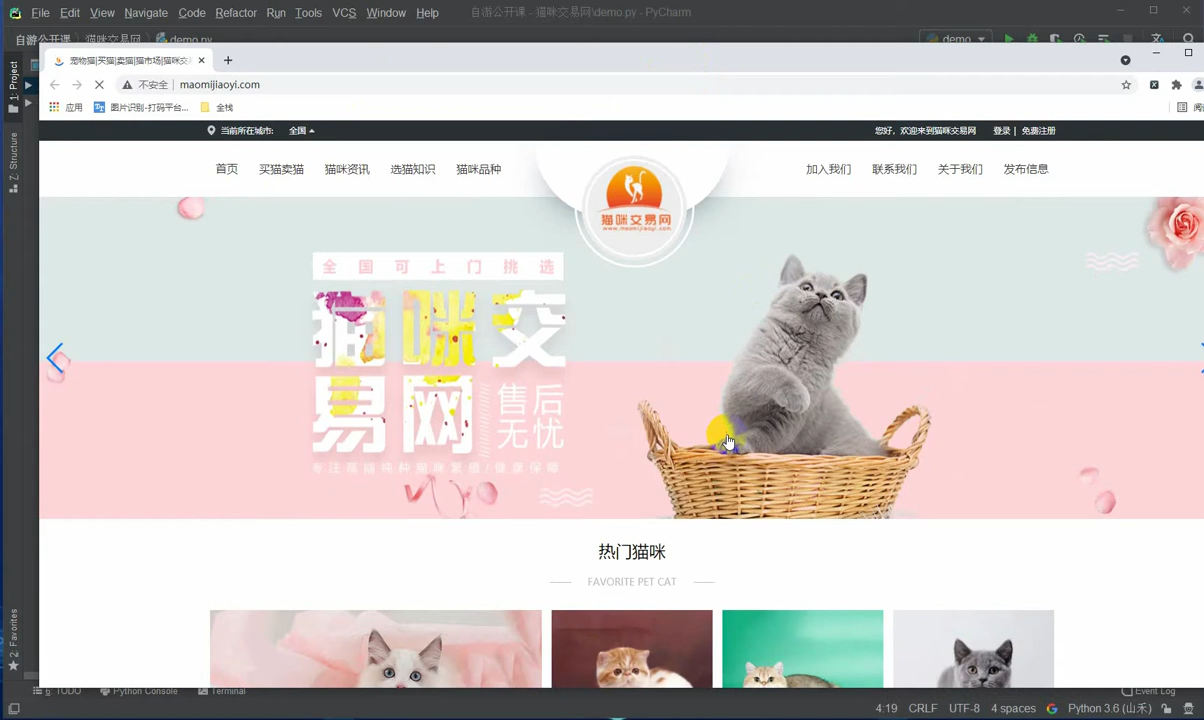 File Edit View Navigate Code Refactor Run Tools VCS Window Help 自游公开课 - 猫咪交易网\demo.py - PyCharm
自游公开课 猫咪交易网 demo.py demo
1: Project
宠物猫|买猫|卖猫|猫市场|猫咪交
不安全 maomijiaoyi.com
应用 图片识别-打码平台... 全栈
Z: Structure
当前所在城市: 全国 您好，欢迎来到猫咪交易网 登录 | 免费注册
首页 买猫卖猫 猫咪资讯 选猫知识 猫咪品种 加入我们 联系我们 关于我们 发布信息
猫咪交易网
www.maomijiaoyi.com
全国可上门挑选
猫咪交
易网
售后
无忧
热门猫咪
FAVORITE PET CAT
2: Favorites
6: TODO Python Console Terminal Event Log
4:19 CRLF UTF-8 4 spaces Python 3.6 (山禾)